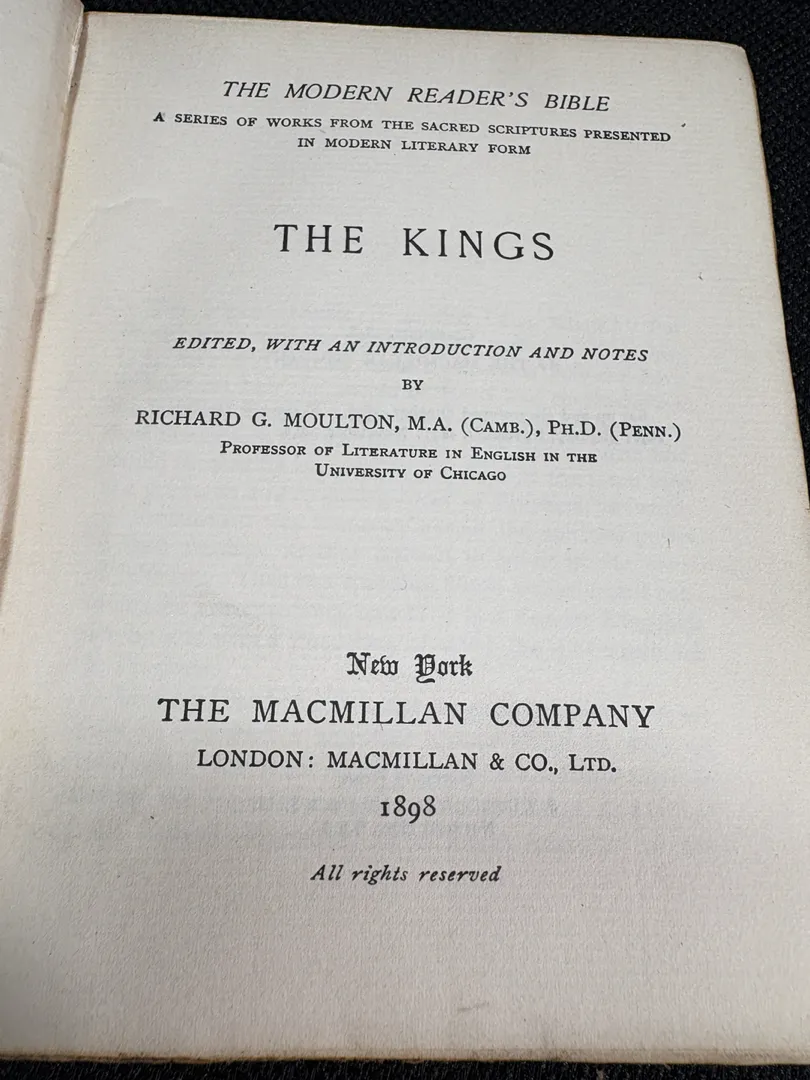 THE MODERN READER'S BIBLE
A SERIES OF WORKS FROM THE SACRED SCRIPTURES PRESENTED
IN MODERN LITERARY FORM
THE KINGS
EDITED, WITH AN INTRODUCTION AND NOTES
BY
RICHARD G. MOULTON, M.A. (CAMB.), PH.D. (PENN.)
PROFESSOR OF LITERATURE IN ENGLISH IN THE
UNIVERSITY OF CHICAGO
New York
THE MACMILLAN COMPANY
LONDON: MACMILLAN & CO., LTD.
1898
All rights reserved